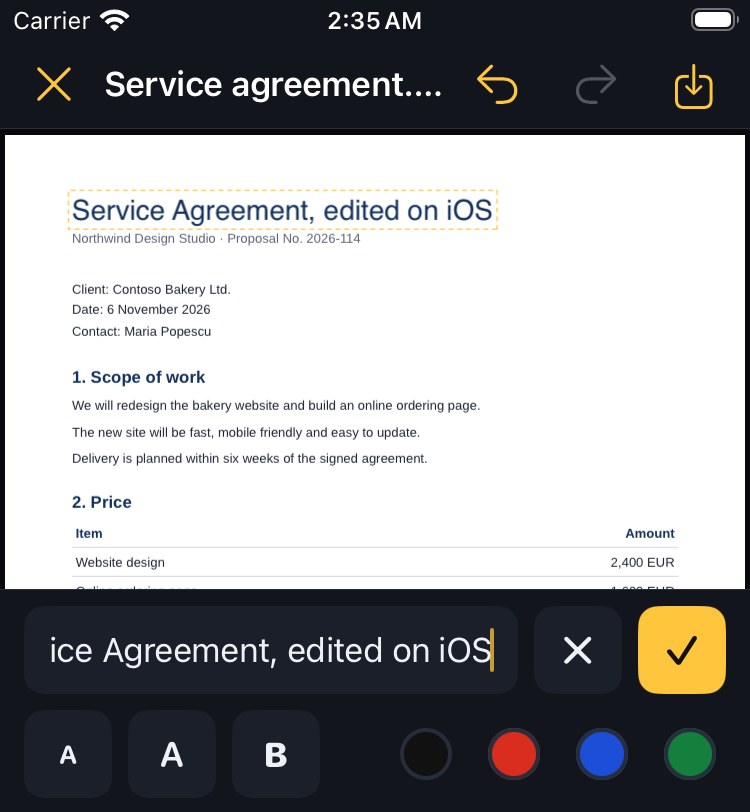 Carrier 2:35 AM
Service agreement....
Service Agreement, edited on iOS
Northwind Design Studio · Proposal No. 2026-114
Client: Contoso Bakery Ltd.
Date: 6 November 2026
Contact: Maria Popescu
1. Scope of work
We will redesign the bakery website and build an online ordering page.
The new site will be fast, mobile friendly and easy to update.
Delivery is planned within six weeks of the signed agreement.
2. Price
Item Amount
Website design 2,400 EUR
ice Agreement, edited on iOS
A A B